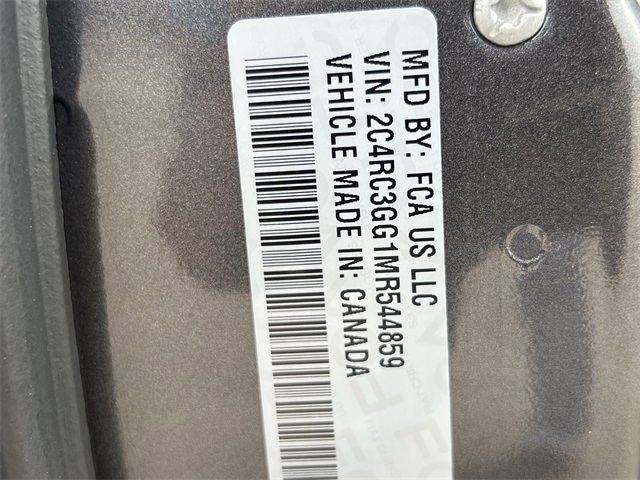 MFD BY: FCA US LLC
VIN: 2C4RC3GG1MR544859
VEHICLE MADE IN: CANADA